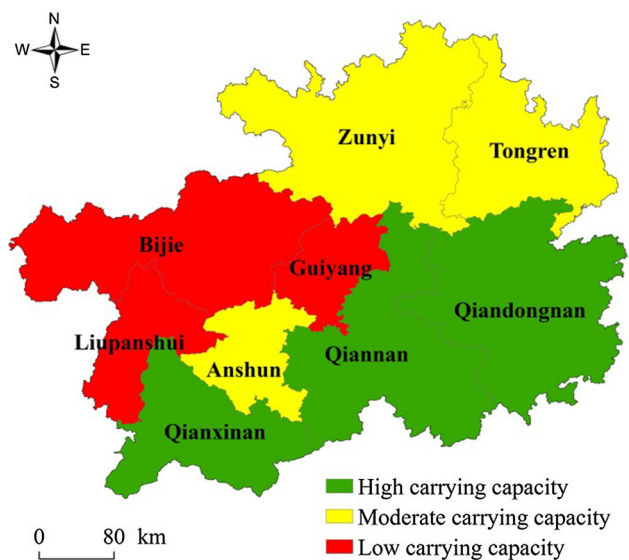 N
W E
S
Zunyi
Tongren
Bijie
Guiyang
Qiandongnan
Liupanshui
Qiannan
Anshun
Qianxinan
High carrying capacity
Moderate carrying capacity
Low carrying capacity
0 80 km